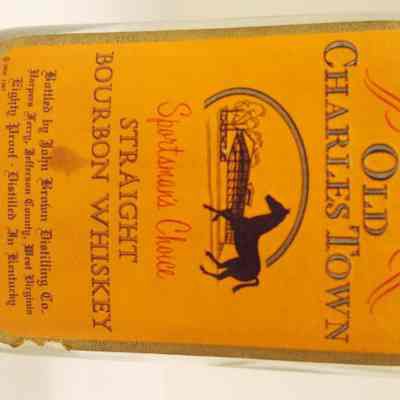 OLD
CHARLES TOWN
Sportsman's Choice
STRAIGHT
BOURBON WHISKEY
Bottled by John Brown Distilling Co.
Harpers Ferry, Jefferson County, West Virginia
Eighty Proof - Distilled In Kentucky